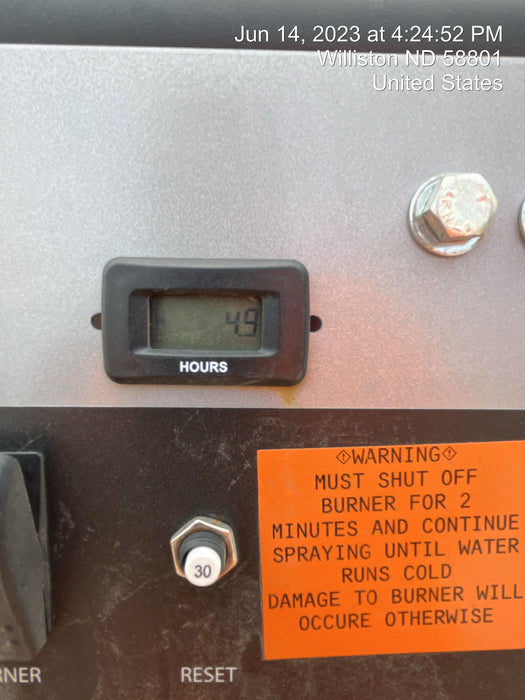 Jun 14, 2023 at 4:24:52 PM
Williston ND 58801
United States
4.9
HOURS
⚠WARNING⚠
MUST SHUT OFF
BURNER FOR 2
MINUTES AND CONTINUE
SPRAYING UNTIL WATER
RUNS COLD
DAMAGE TO BURNER WILL
OCCURE OTHERWISE
30
RNER
RESET